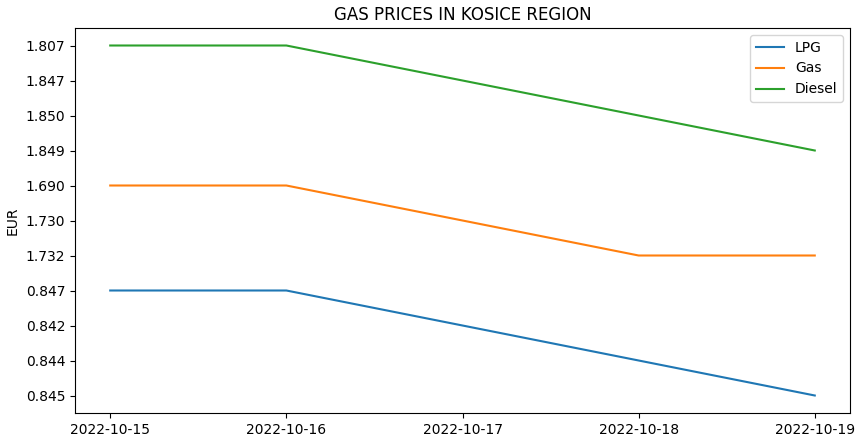 GAS PRICES IN KOSICE REGION
1.807
1.847
1.850
1.849
1.690
1.730
1.732
0.847
0.842
0.844
0.845
EUR
LPG
Gas
Diesel
2022-10-15 2022-10-16 2022-10-17 2022-10-18 2022-10-19